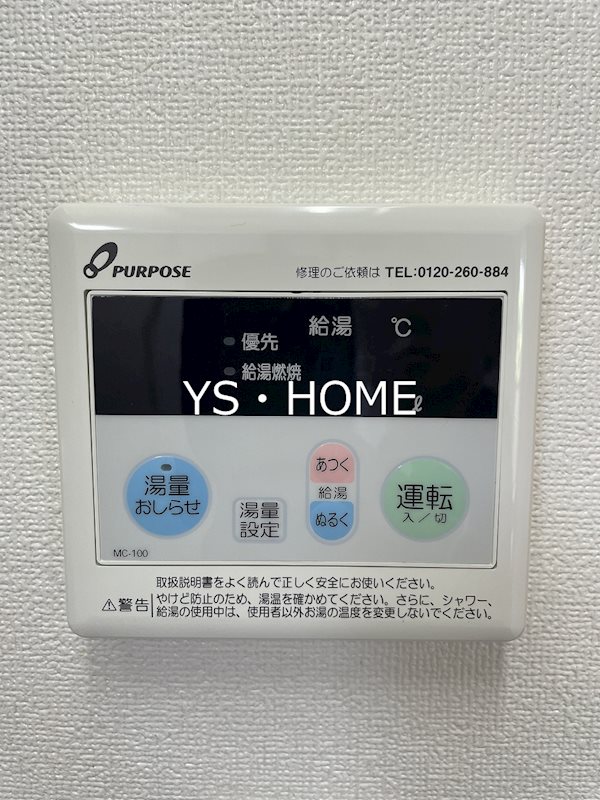 PURPOSE
修理のご依頼は TEL:0120-260-884
給湯 ℃
優先
給湯燃焼
YS・HOME
ℓ
湯量
おしらせ
湯量
設定
あつく
給湯
ぬるく
運転
入／切
MC-100
取扱説明書をよく読んで正しく安全にお使いください。
⚠警告 やけど防止のため、湯温を確かめてください。さらに、シャワー、
給湯の使用中は、使用者以外お湯の温度を変更しないでください。